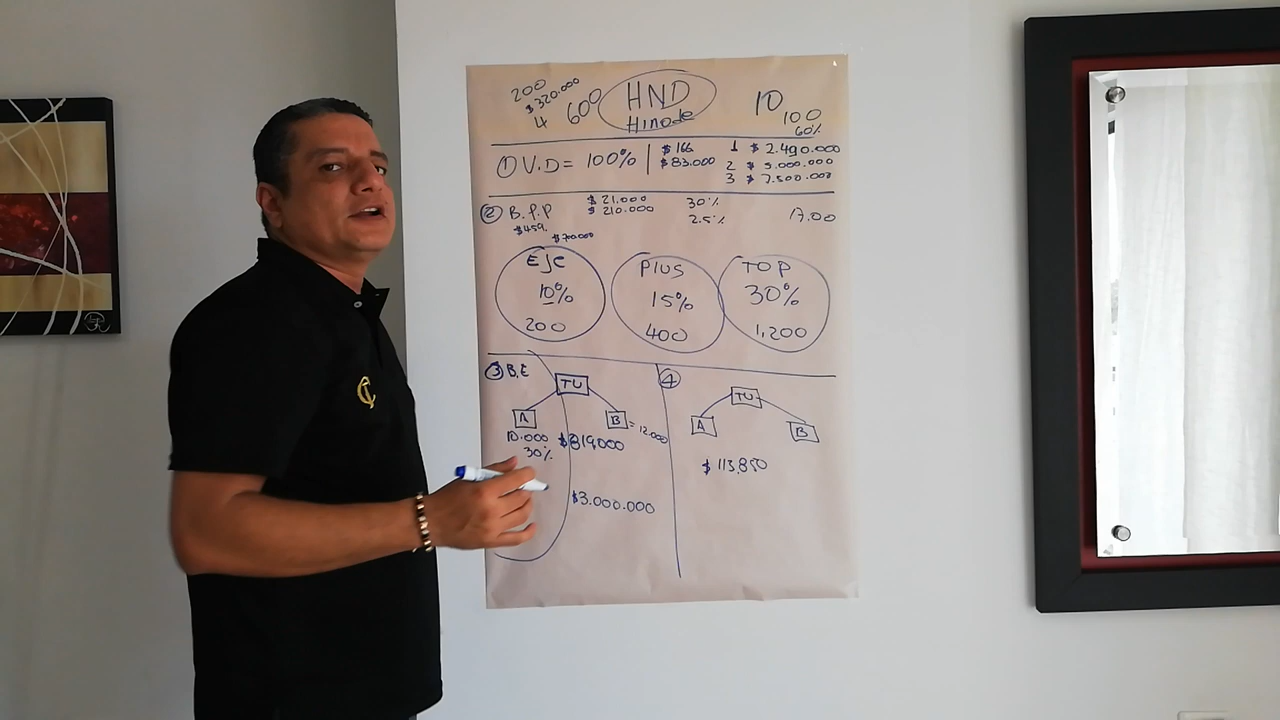 200
$320.000
4
600
HND
Hinode
10
100
60%
① V.D = 100%
$166
$83.000
1 $ 2.490.000
2 $ 5.000.000
3 $ 7.500.000
② B.P.P
$ 21.000
$ 210.000
30%
2.5%
17.00
$459.
$700.000
EJE
10%
200
PlUS
15%
400
TOP
30%
1,200
③ B.E
TU
A
B = 12.000
10.000
30%
$819,000
$3.000.000
④
TU
A
B
$ 113,850